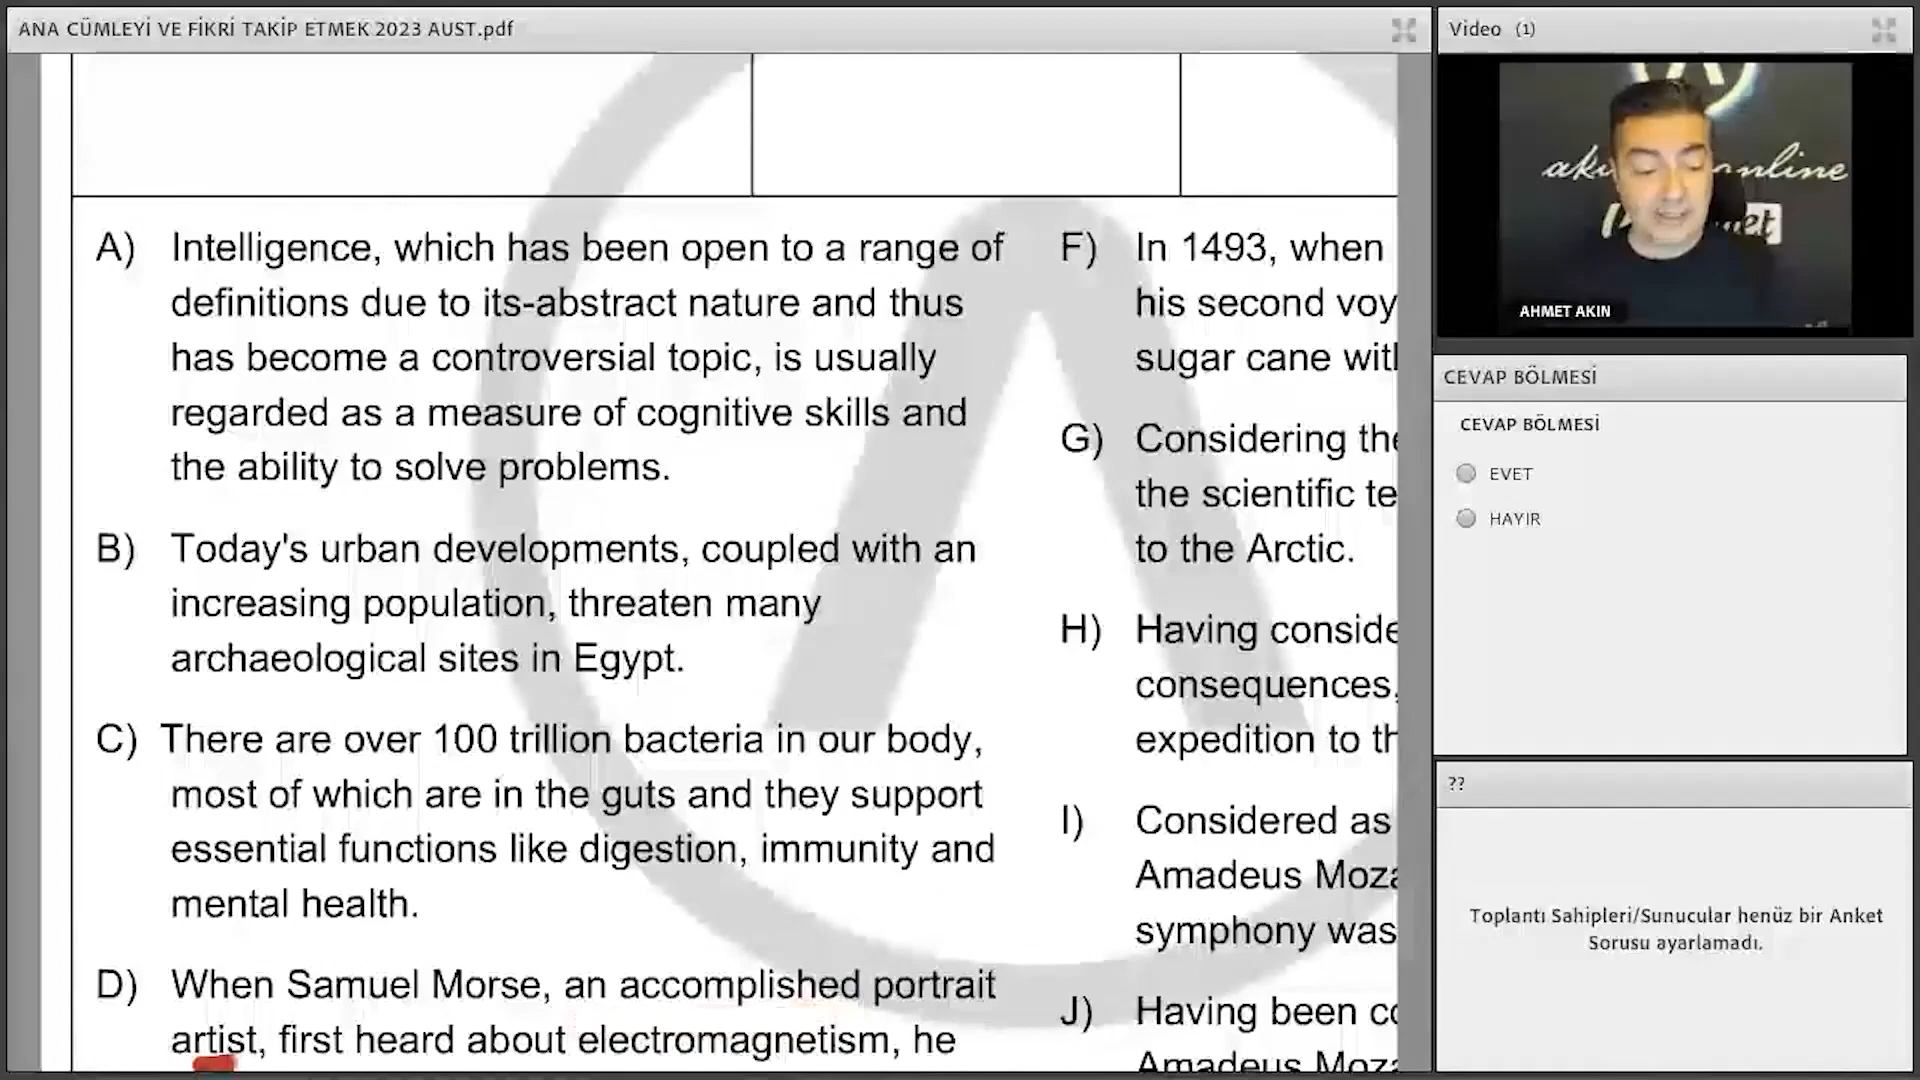 ANA CÜMLEYİ VE FİKRİ TAKİP ETMEK 2023 AUST.pdf
A) Intelligence, which has been open to a range of
definitions due to its-abstract nature and thus
has become a controversial topic, is usually
regarded as a measure of cognitive skills and
the ability to solve problems.
B) Today's urban developments, coupled with an
increasing population, threaten many
archaeological sites in Egypt.
C) There are over 100 trillion bacteria in our body,
most of which are in the guts and they support
essential functions like digestion, immunity and
mental health.
D) When Samuel Morse, an accomplished portrait
artist, first heard about electromagnetism, he
F) In 1493, when
his second voy
sugar cane with
G) Considering the
the scientific te
to the Arctic.
H) Having conside
consequences,
expedition to th
I) Considered as
Amadeus Moza
symphony was
J) Having been co
Amadeus Moza
Video (1)
online
AHMET AKIN
CEVAP BÖLMESİ
CEVAP BÖLMESİ
EVET
HAYIR
??
Toplantı Sahipleri/Sunucular henüz bir Anket
Sorusu ayarlamadı.